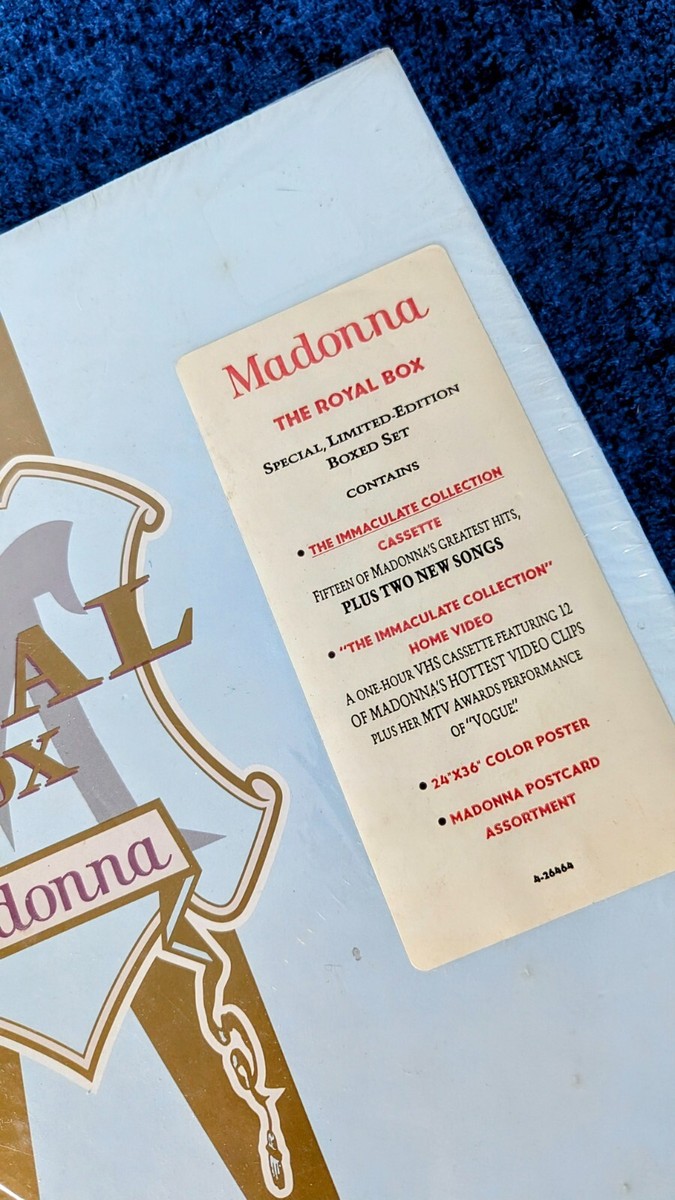 Madonna
THE ROYAL BOX
SPECIAL, LIMITED-EDITION
BOXED SET
CONTAINS
• THE IMMACULATE COLLECTION
CASSETTE
FIFTEEN OF MADONNA'S GREATEST HITS,
PLUS TWO NEW SONGS
• "THE IMMACULATE COLLECTION"
HOME VIDEO
A ONE-HOUR VHS CASSETTE FEATURING 12
OF MADONNA'S HOTTEST VIDEO CLIPS
PLUS HER MTV AWARDS PERFORMANCE
OF "VOGUE."
• 24"X36" COLOR POSTER
• MADONNA POSTCARD
ASSORTMENT
4-26464
AL
OX
donna